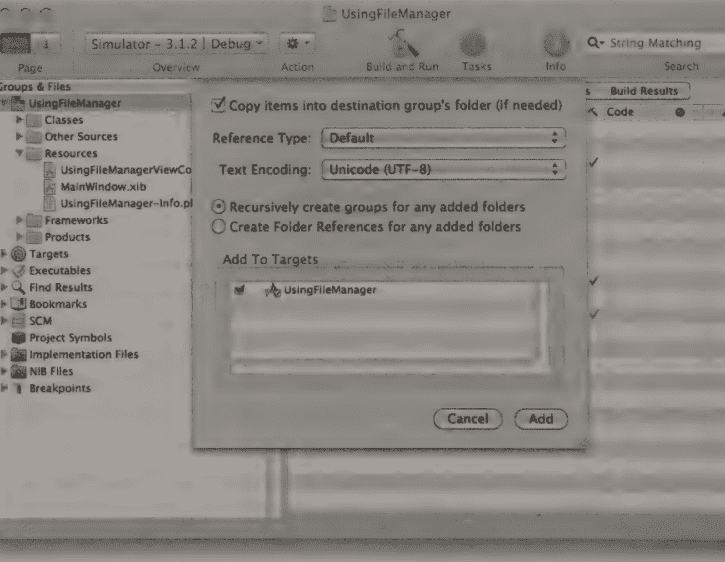 UsingFileManager
Simulator - 3.1.2 | Debug
Page
Overview
Action
Build and Run
Tasks
Info
String Matching
Search
Groups & Files
UsingFileManager
Classes
Other Sources
Resources
UsingFileManagerViewCo
MainWindow.xib
UsingFileManager-Info.pl
Frameworks
Products
Targets
Executables
Find Results
Bookmarks
SCM
Project Symbols
Implementation Files
NIB Files
Breakpoints
Copy items into destination group's folder (if needed)
Reference Type: Default
Text Encoding: Unicode (UTF-8)
Recursively create groups for any added folders
Create Folder References for any added folders
Add To Targets
UsingFileManager
Cancel
Add
s
Build Results
Code